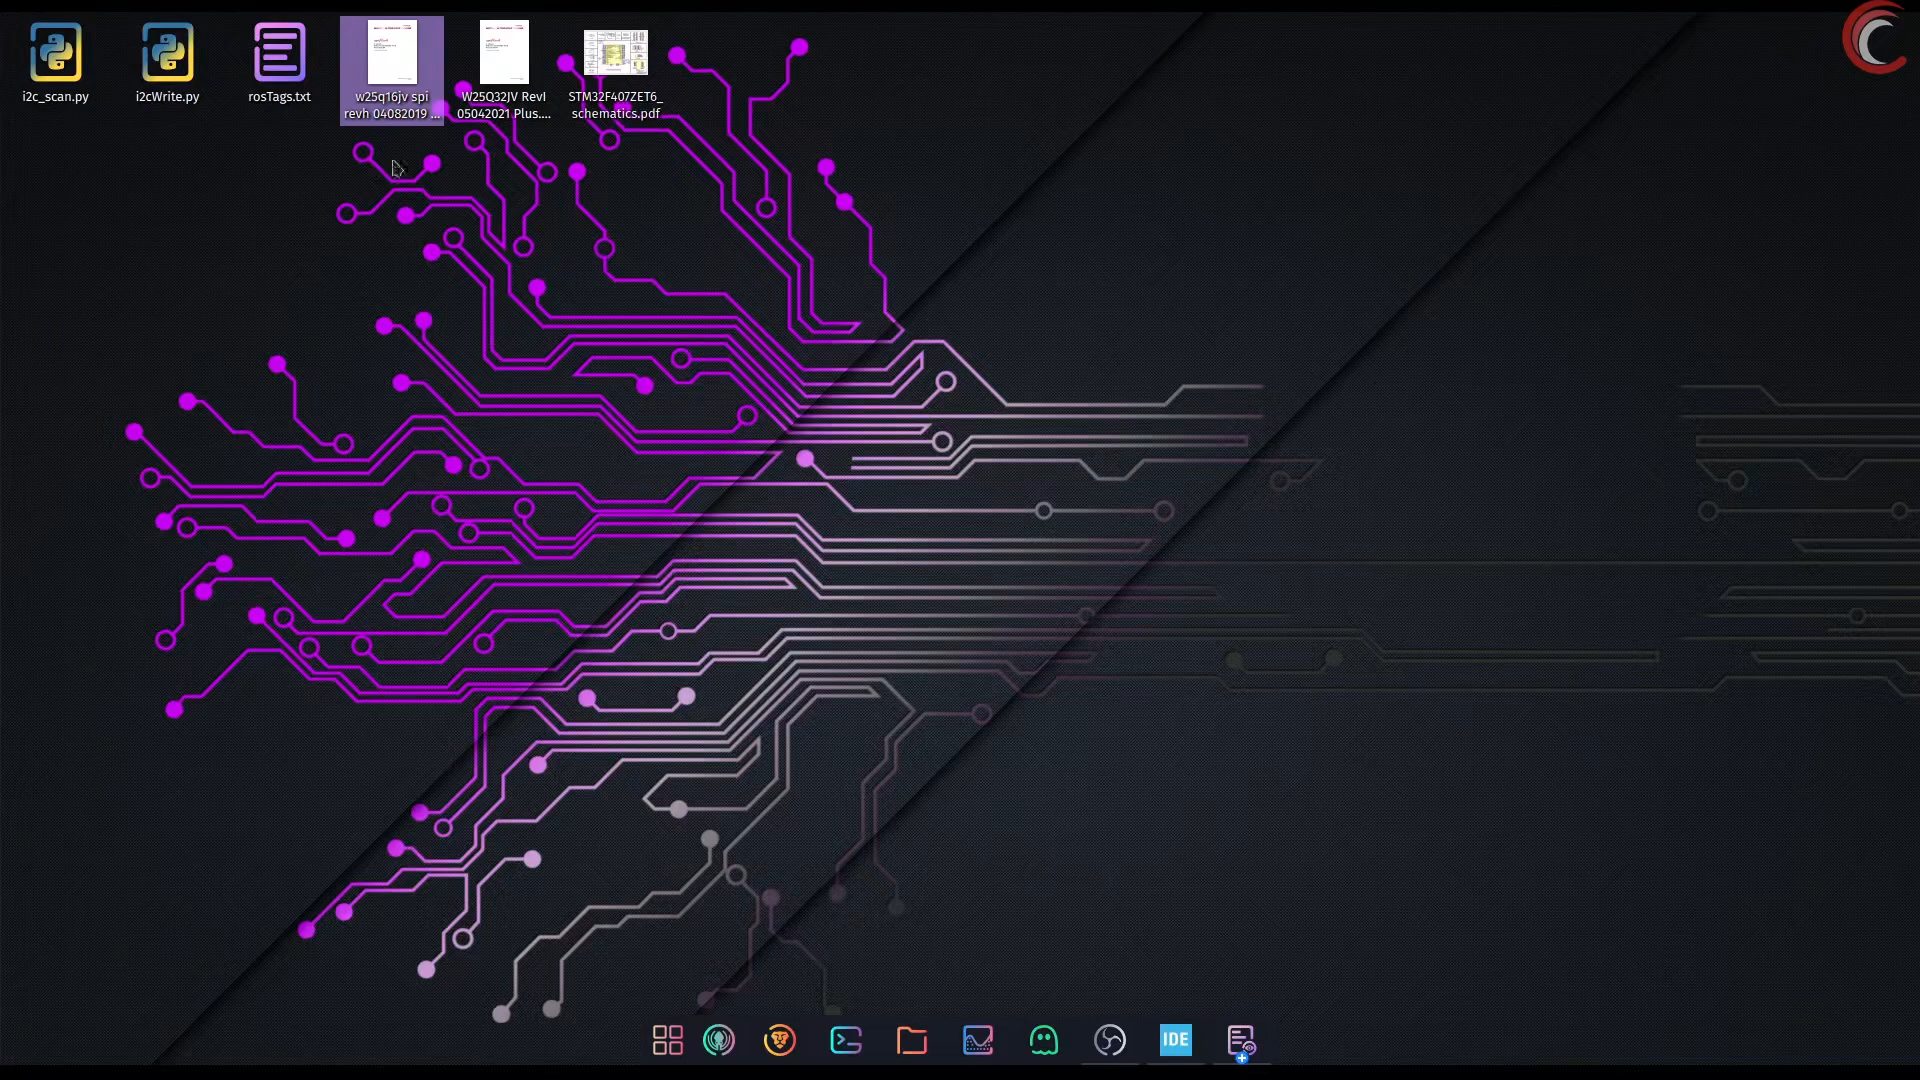 i2c_scan.py
i2cWrite.py
rosTags.txt
w25q16jv spi
revh 04082019 ...
W25Q32JV RevI
05042021 Plus....
STM32F407ZET6_
schematics.pdf
IDE